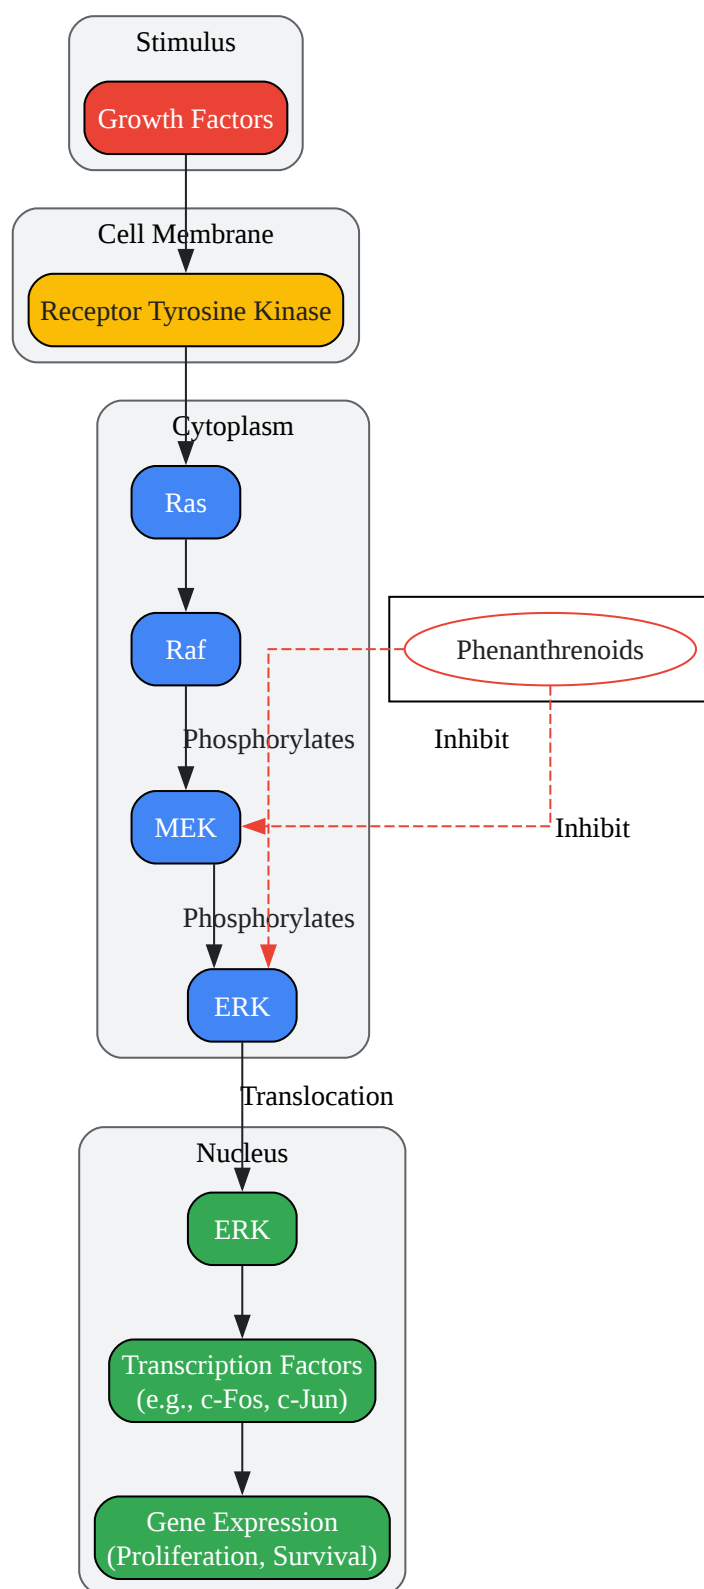 Stimulus
Growth Factors
Cell Membrane
Receptor Tyrosine Kinase
Cytoplasm
Ras
Raf
Phenanthrenoids
Phosphorylates
Inhibit
MEK
Inhibit
Phosphorylates
ERK
Translocation
Nucleus
ERK
Transcription Factors
(e.g., c-Fos, c-Jun)
Gene Expression
(Proliferation, Survival)